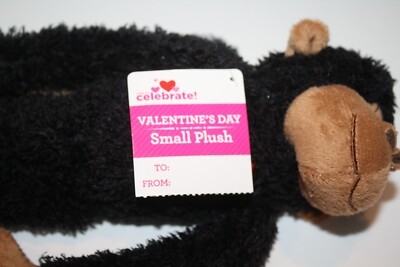 celebrate!
VALENTINE'S DAY
Small Plush
TO:
FROM: